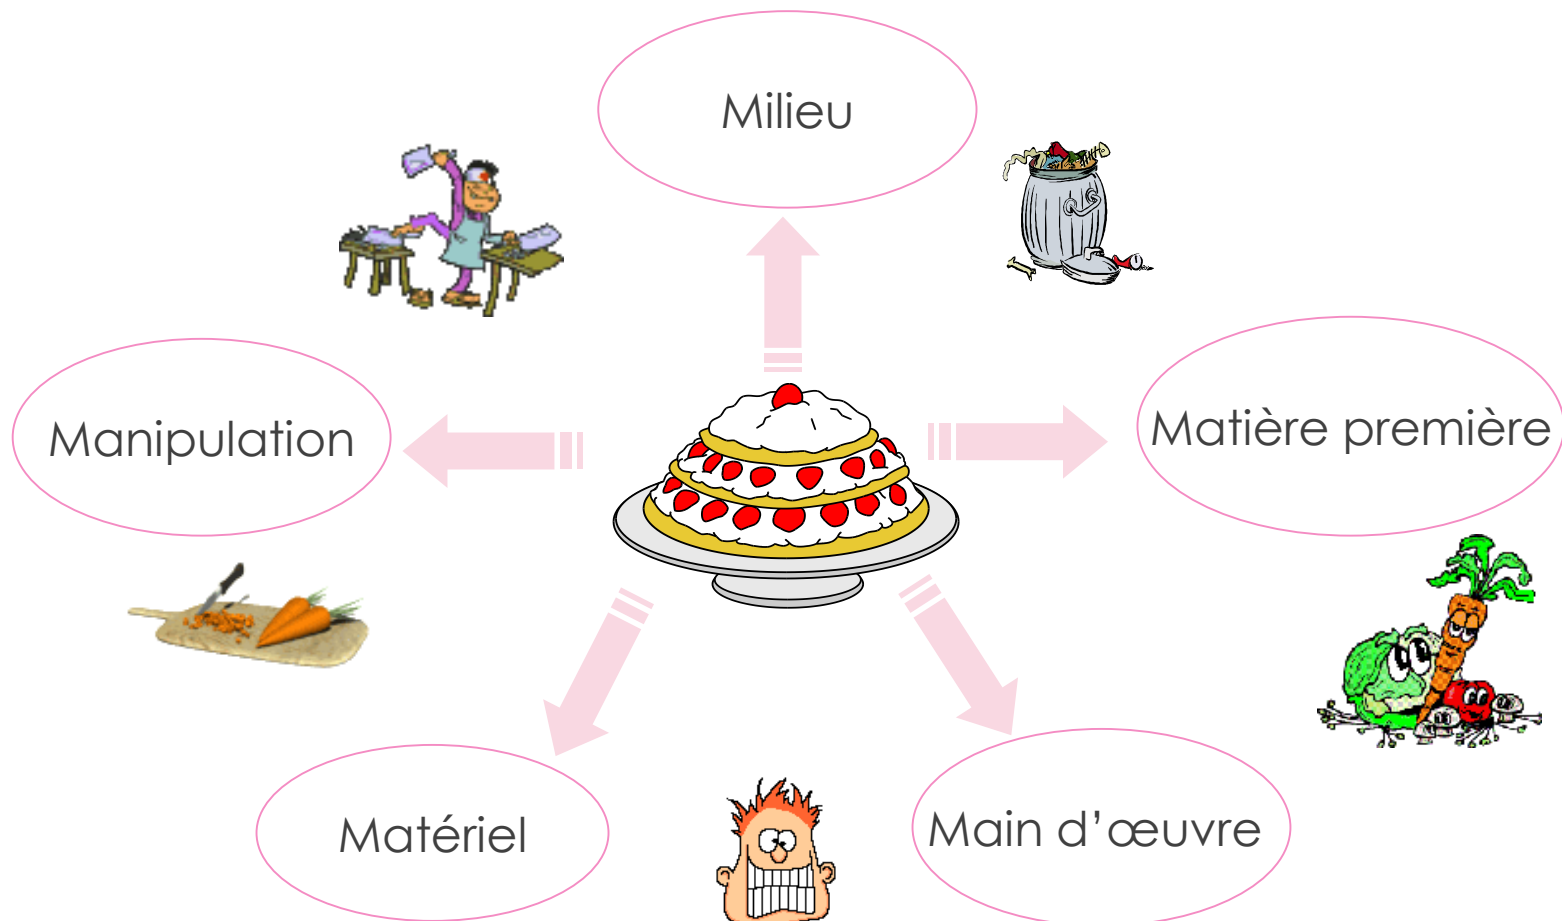 Milieu
Manipulation
Matière première
Matériel
Main d’œuvre